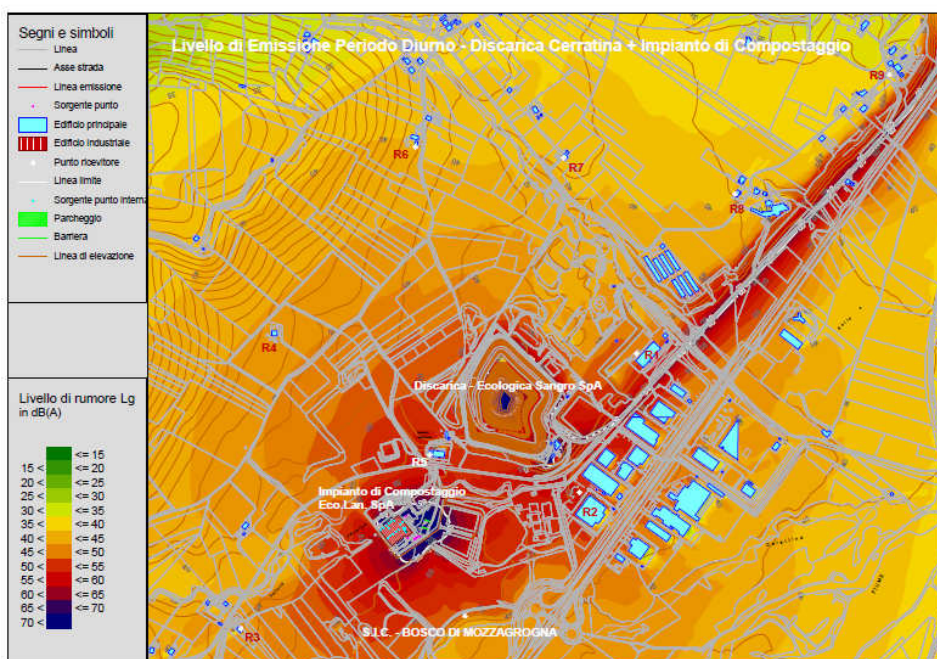 Segni e simboli
Linea
Asse strada
Linea emissione
Sorgente punto
Edificio principale
Edificio industriale
Punto ricevitore
Linea limite
Sorgente punto interna
Parcheggio
Barriera
Linea di elevazione
Livello di rumore Lg
in dB(A)
<= 15
15 < <= 20
20 < <= 25
25 < <= 30
30 < <= 35
35 < <= 40
40 < <= 45
45 < <= 50
50 < <= 55
55 < <= 60
60 < <= 65
65 < <= 70
70 <
Livello di Emissione Periodo Diurno - Discarica Cerratina + Impianto di Compostaggio
R9
R6
R7
R8
R4
R1
Discarica - Ecologica Sangro SpA
R5
Impianto di Compostaggio
Eco.Lan. SpA
R2
R3
S.I.C. - BOSCO DI MOZZAGROGNA
FIUME